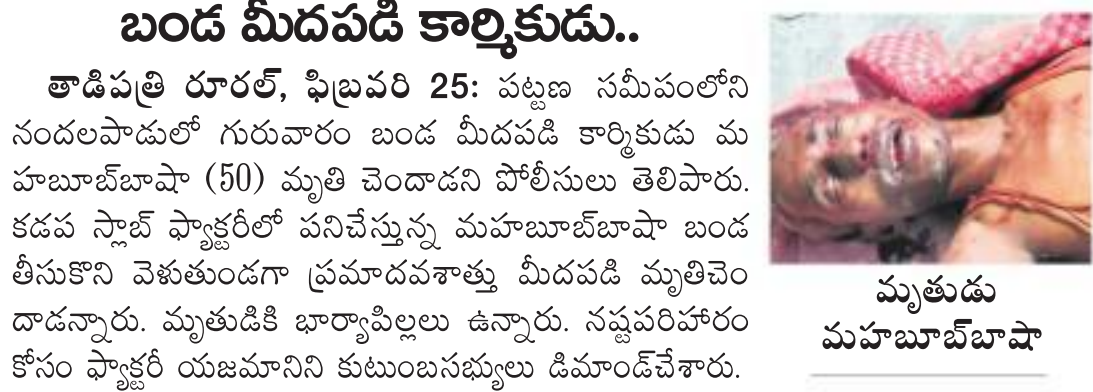 బండ మీదపడి కార్మికుడు..
తాడిపత్రి రూరల్, ఫిబ్రవరి 25: పట్టణ సమీపంలోని
నందలపాడులో గురువారం బండ మీదపడి కార్మికుడు మ
హబూబ్‌బాషా (50) మృతి చెందాడని పోలీసులు తెలిపారు.
కడప స్లాబ్ ఫ్యాక్టరీలో పనిచేస్తున్న మహబూబ్‌బాషా బండ
తీసుకొని వెళుతుండగా ప్రమాదవశాత్తు మీదపడి మృతిచెం
దాడన్నారు. మృతుడికి భార్యాపిల్లలు ఉన్నారు. నష్టపరిహారం
కోసం ఫ్యాక్టరీ యజమానిని కుటుంబసభ్యులు డిమాండ్‌చేశారు.
మృతుడు
మహబూబ్‌బాషా